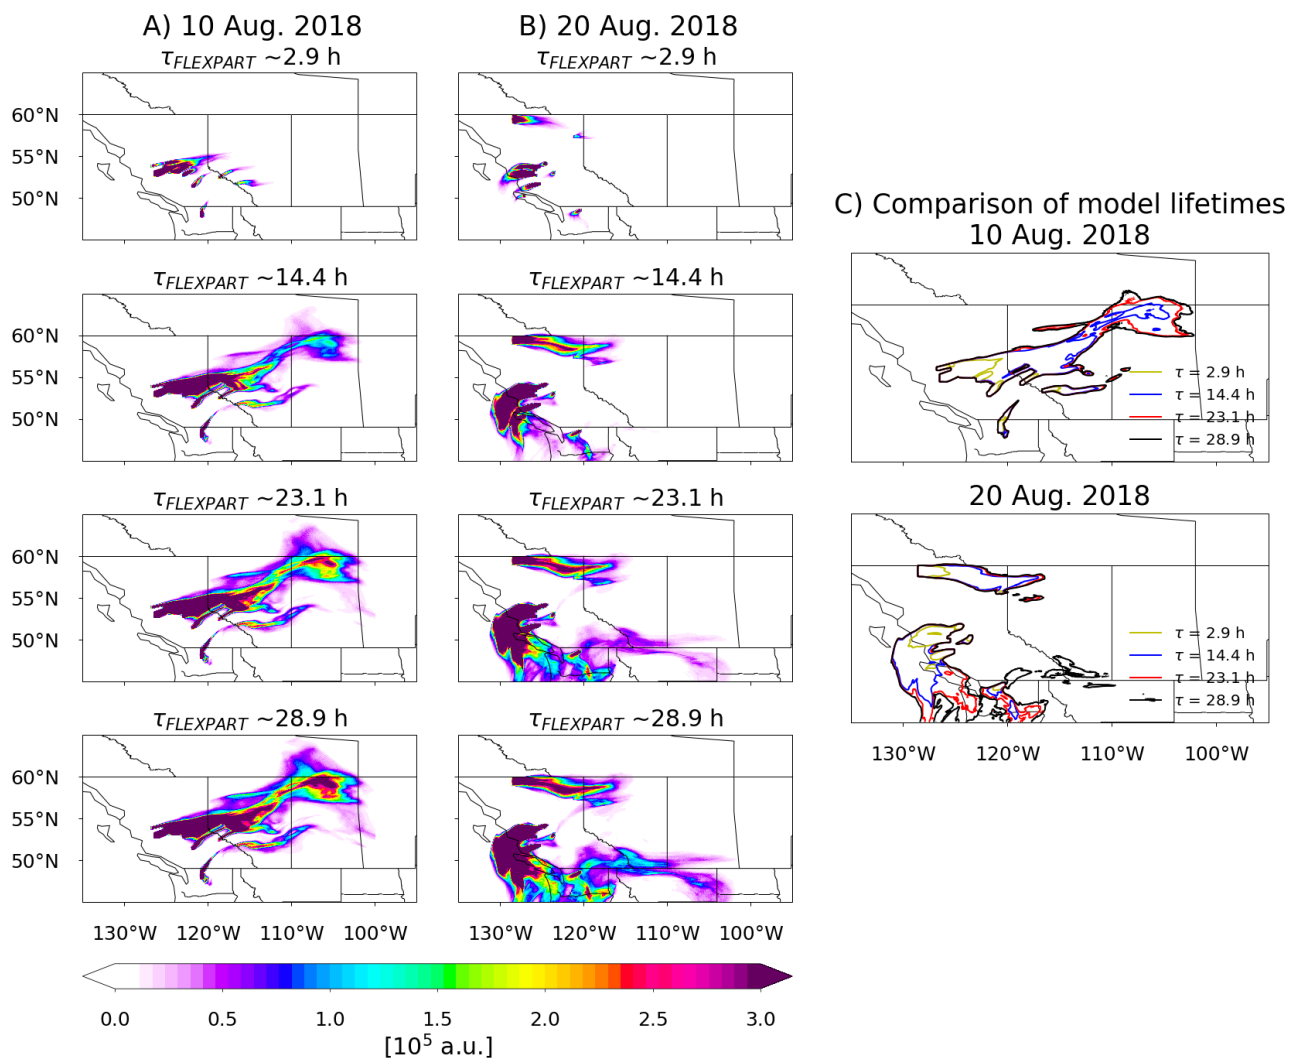 A) 10 Aug. 2018
τFLEXPART ~2.9 h
60°N
55°N
50°N
τFLEXPART ~14.4 h
60°N
55°N
50°N
τFLEXPART ~23.1 h
60°N
55°N
50°N
τFLEXPART ~28.9 h
60°N
55°N
50°N
130°W 120°W 110°W 100°W
B) 20 Aug. 2018
τFLEXPART ~2.9 h
τFLEXPART ~14.4 h
τFLEXPART ~23.1 h
τFLEXPART ~28.9 h
130°W 120°W 110°W 100°W
0.0 0.5 1.0 1.5 2.0 2.5 3.0
[10⁵ a.u.]
C) Comparison of model lifetimes
10 Aug. 2018
τ = 2.9 h
τ = 14.4 h
τ = 23.1 h
τ = 28.9 h
130°W 120°W 110°W 100°W
20 Aug. 2018
τ = 2.9 h
τ = 14.4 h
τ = 23.1 h
τ = 28.9 h
130°W 120°W 110°W 100°W